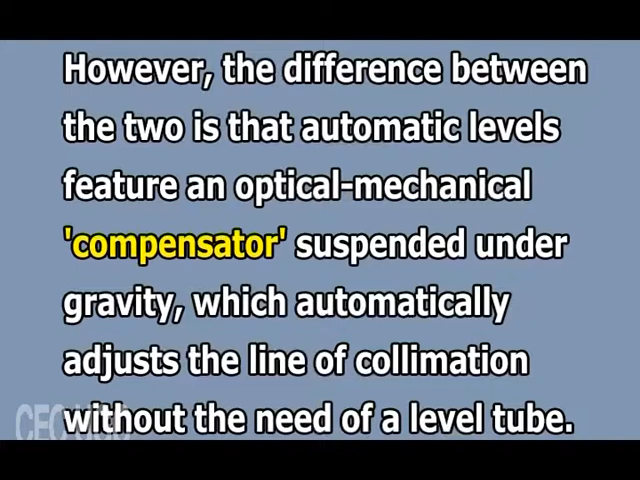 However, the difference between
the two is that automatic levels
feature an optical-mechanical
'compensator' suspended under
gravity, which automatically
adjusts the line of collimation
without the need of a level tube.